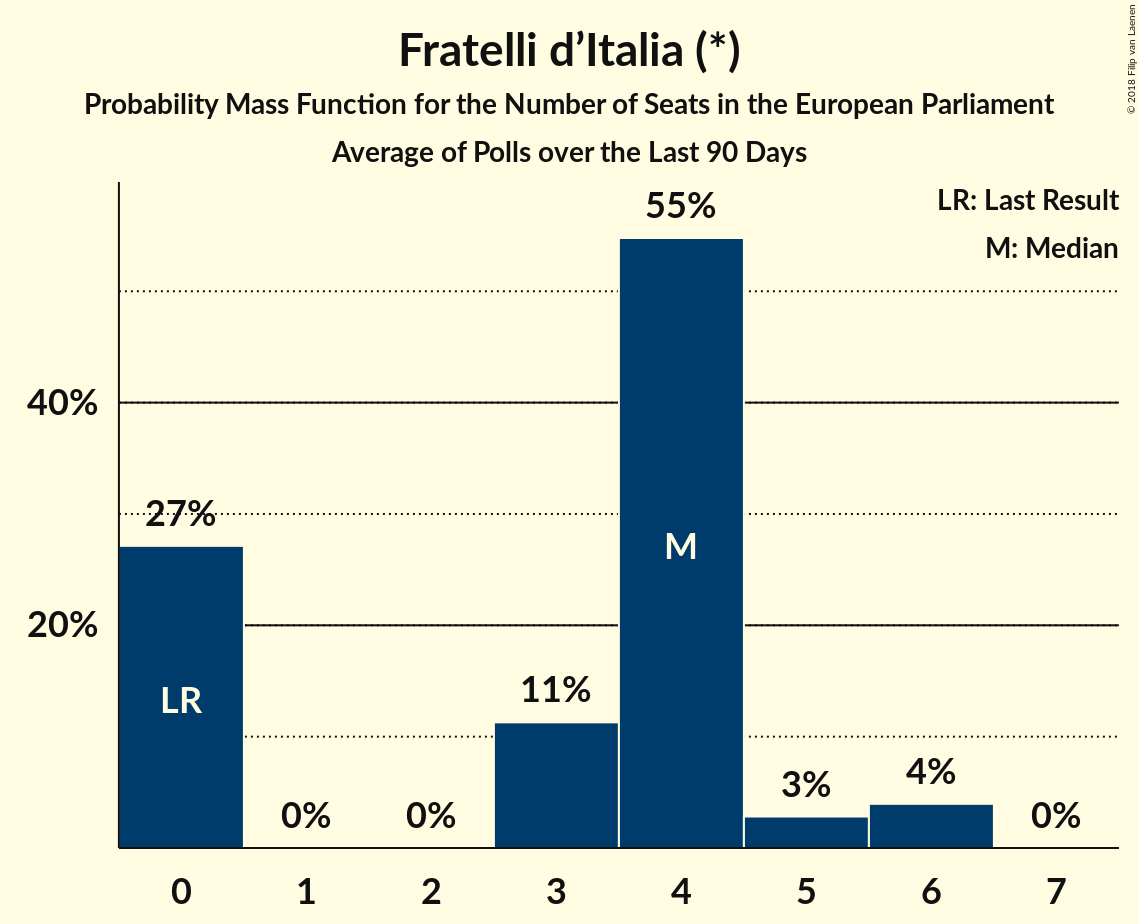 Fratelli d’Italia (*)
Probability Mass Function for the Number of Seats in the European Parliament
Average of Polls over the Last 90 Days
© 2018 Filip van Laenen
LR: Last Result
M: Median
55%
40%
27%
M
20%
11%
LR
3%
4%
0%
0%
0%
0 1 2 3 4 5 6 7